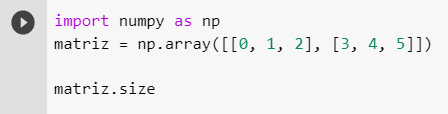 import numpy as np
matriz = np.array([[0, 1, 2], [3, 4, 5]])
matriz.size